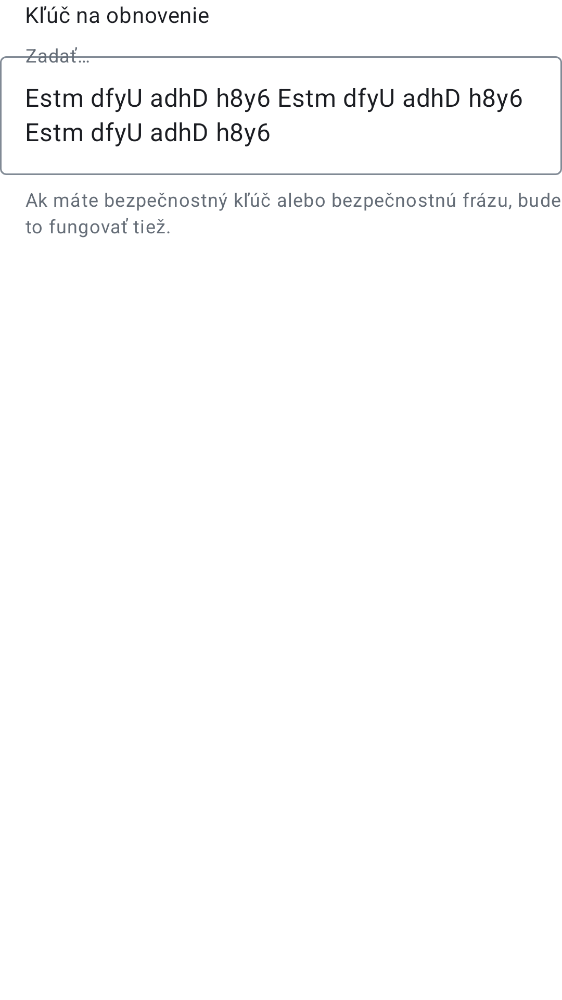 Kľúč na obnovenie
Zadať…
Estm dfyU adhD h8y6 Estm dfyU adhD h8y6
Estm dfyU adhD h8y6
Ak máte bezpečnostný kľúč alebo bezpečnostnú frázu, bude
to fungovať tiež.